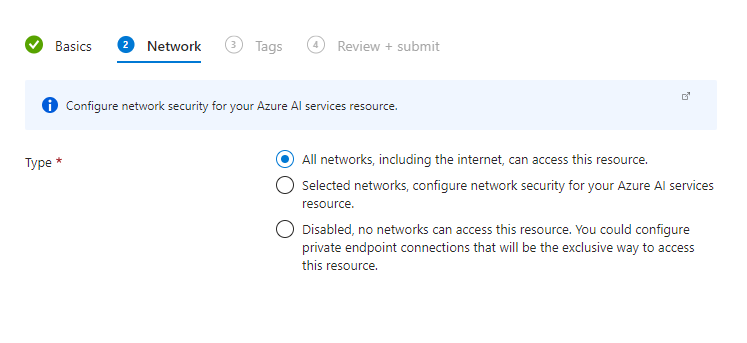 Basics 2 Network 3 Tags 4 Review + submit
Configure network security for your Azure AI services resource.
Type *
All networks, including the internet, can access this resource.
Selected networks, configure network security for your Azure AI services
resource.
Disabled, no networks can access this resource. You could configure
private endpoint connections that will be the exclusive way to access
this resource.